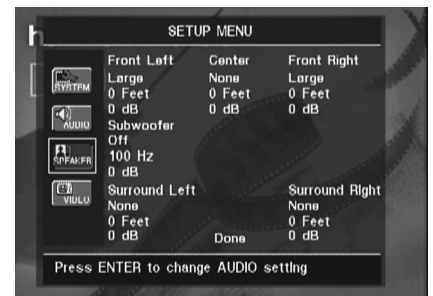 h
SETUP MENU
Front Left Center Front Right
Large None Large
0 Feet 0 Feet 0 Feet
0 dB 0 dB 0 dB
Subwoofer
Off
100 Hz
0 dB
Surround Left Surround Right
None None
0 Feet 0 Feet
0 dB Done 0 dB
SYSTEM
AUDIO
SPEAKER
VIDEO
Press ENTER to change AUDIO setting